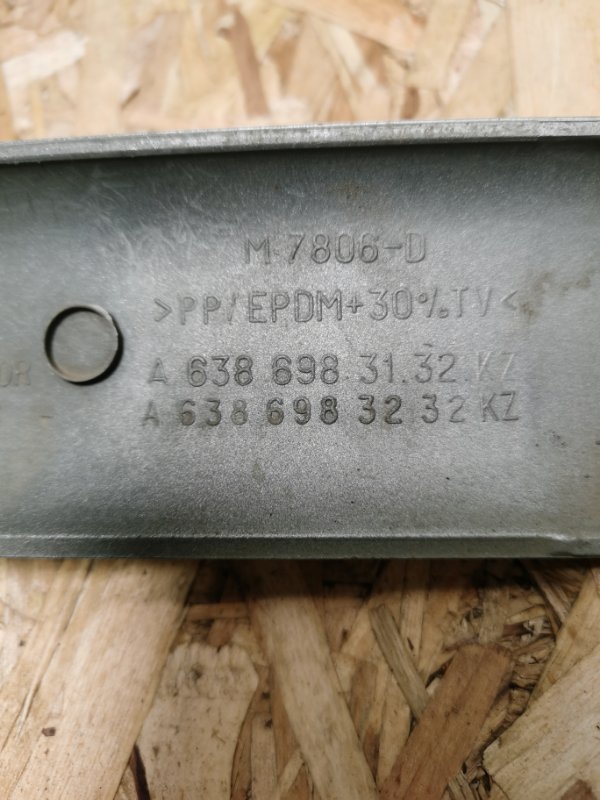 M 7806-D
>PP/EPDM+30%TV<
A 638 698 31.32 KZ
A 638 698 32 32 KZ